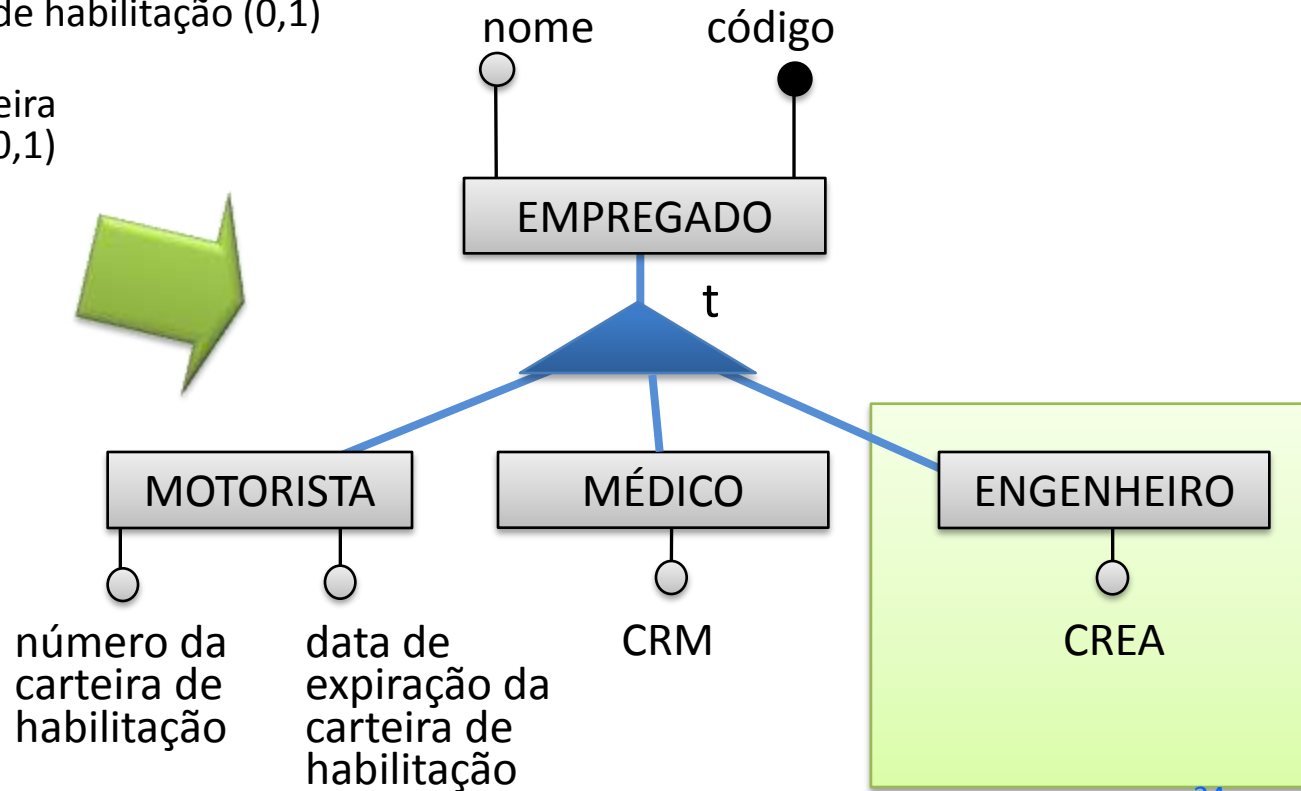 de habilitação (0,1)
eira
0,1)
nome
código
EMPREGADO
t
MOTORISTA
MÉDICO
ENGENHEIRO
número da
carteira de
habilitação
data de
expiração da
carteira de
habilitação
CRM
CREA